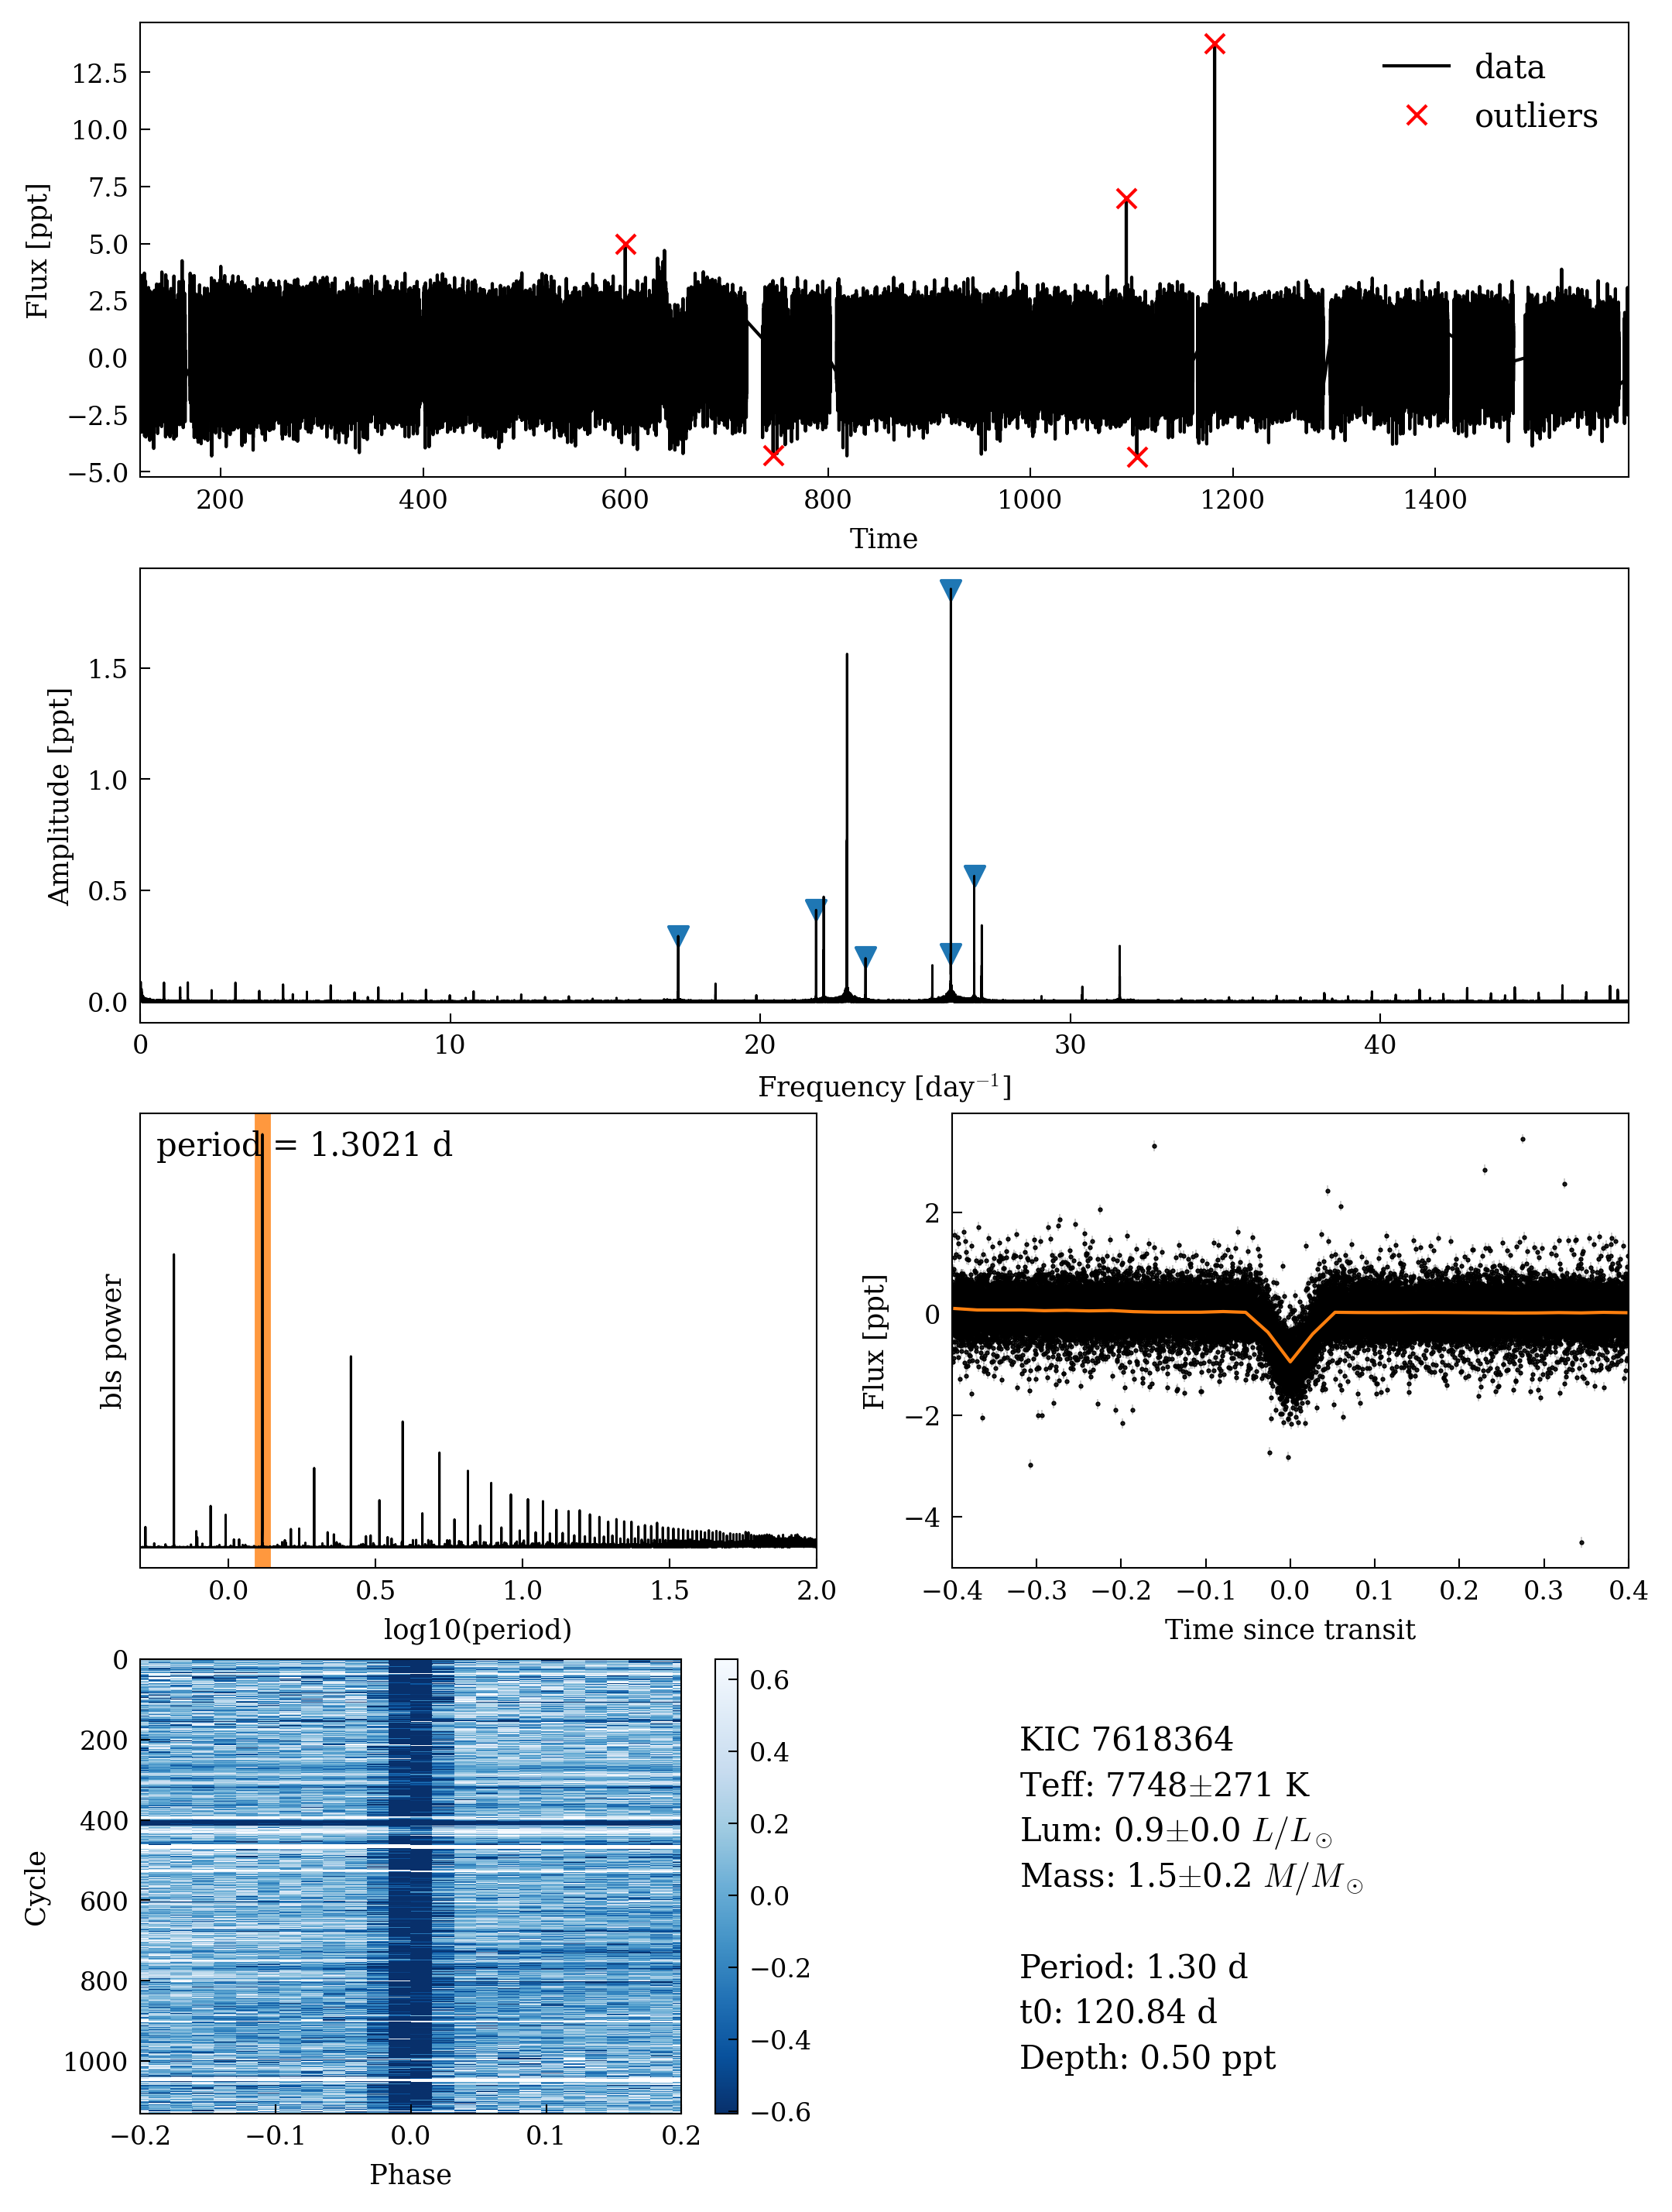 data
outliers
12.5
10.0
7.5
5.0
2.5
0.0
−2.5
−5.0
Flux [ppt]
200 400 600 800 1000 1200 1400
Time
1.5
1.0
0.5
0.0
Amplitude [ppt]
0 10 20 30 40
Frequency [day⁻¹]
period = 1.3021 d
bls power
0.0 0.5 1.0 1.5 2.0
log10(period)
2
0
−2
−4
Flux [ppt]
−0.4 −0.3 −0.2 −0.1 0.0 0.1 0.2 0.3 0.4
Time since transit
0
200
400
600
800
1000
Cycle
−0.2 −0.1 0.0 0.1 0.2
Phase
0.6
0.4
0.2
0.0
−0.2
−0.4
−0.6
KIC 7618364
Teff: 7748±271 K
Lum: 0.9±0.0 L/L☉
Mass: 1.5±0.2 M/M☉
Period: 1.30 d
t0: 120.84 d
Depth: 0.50 ppt